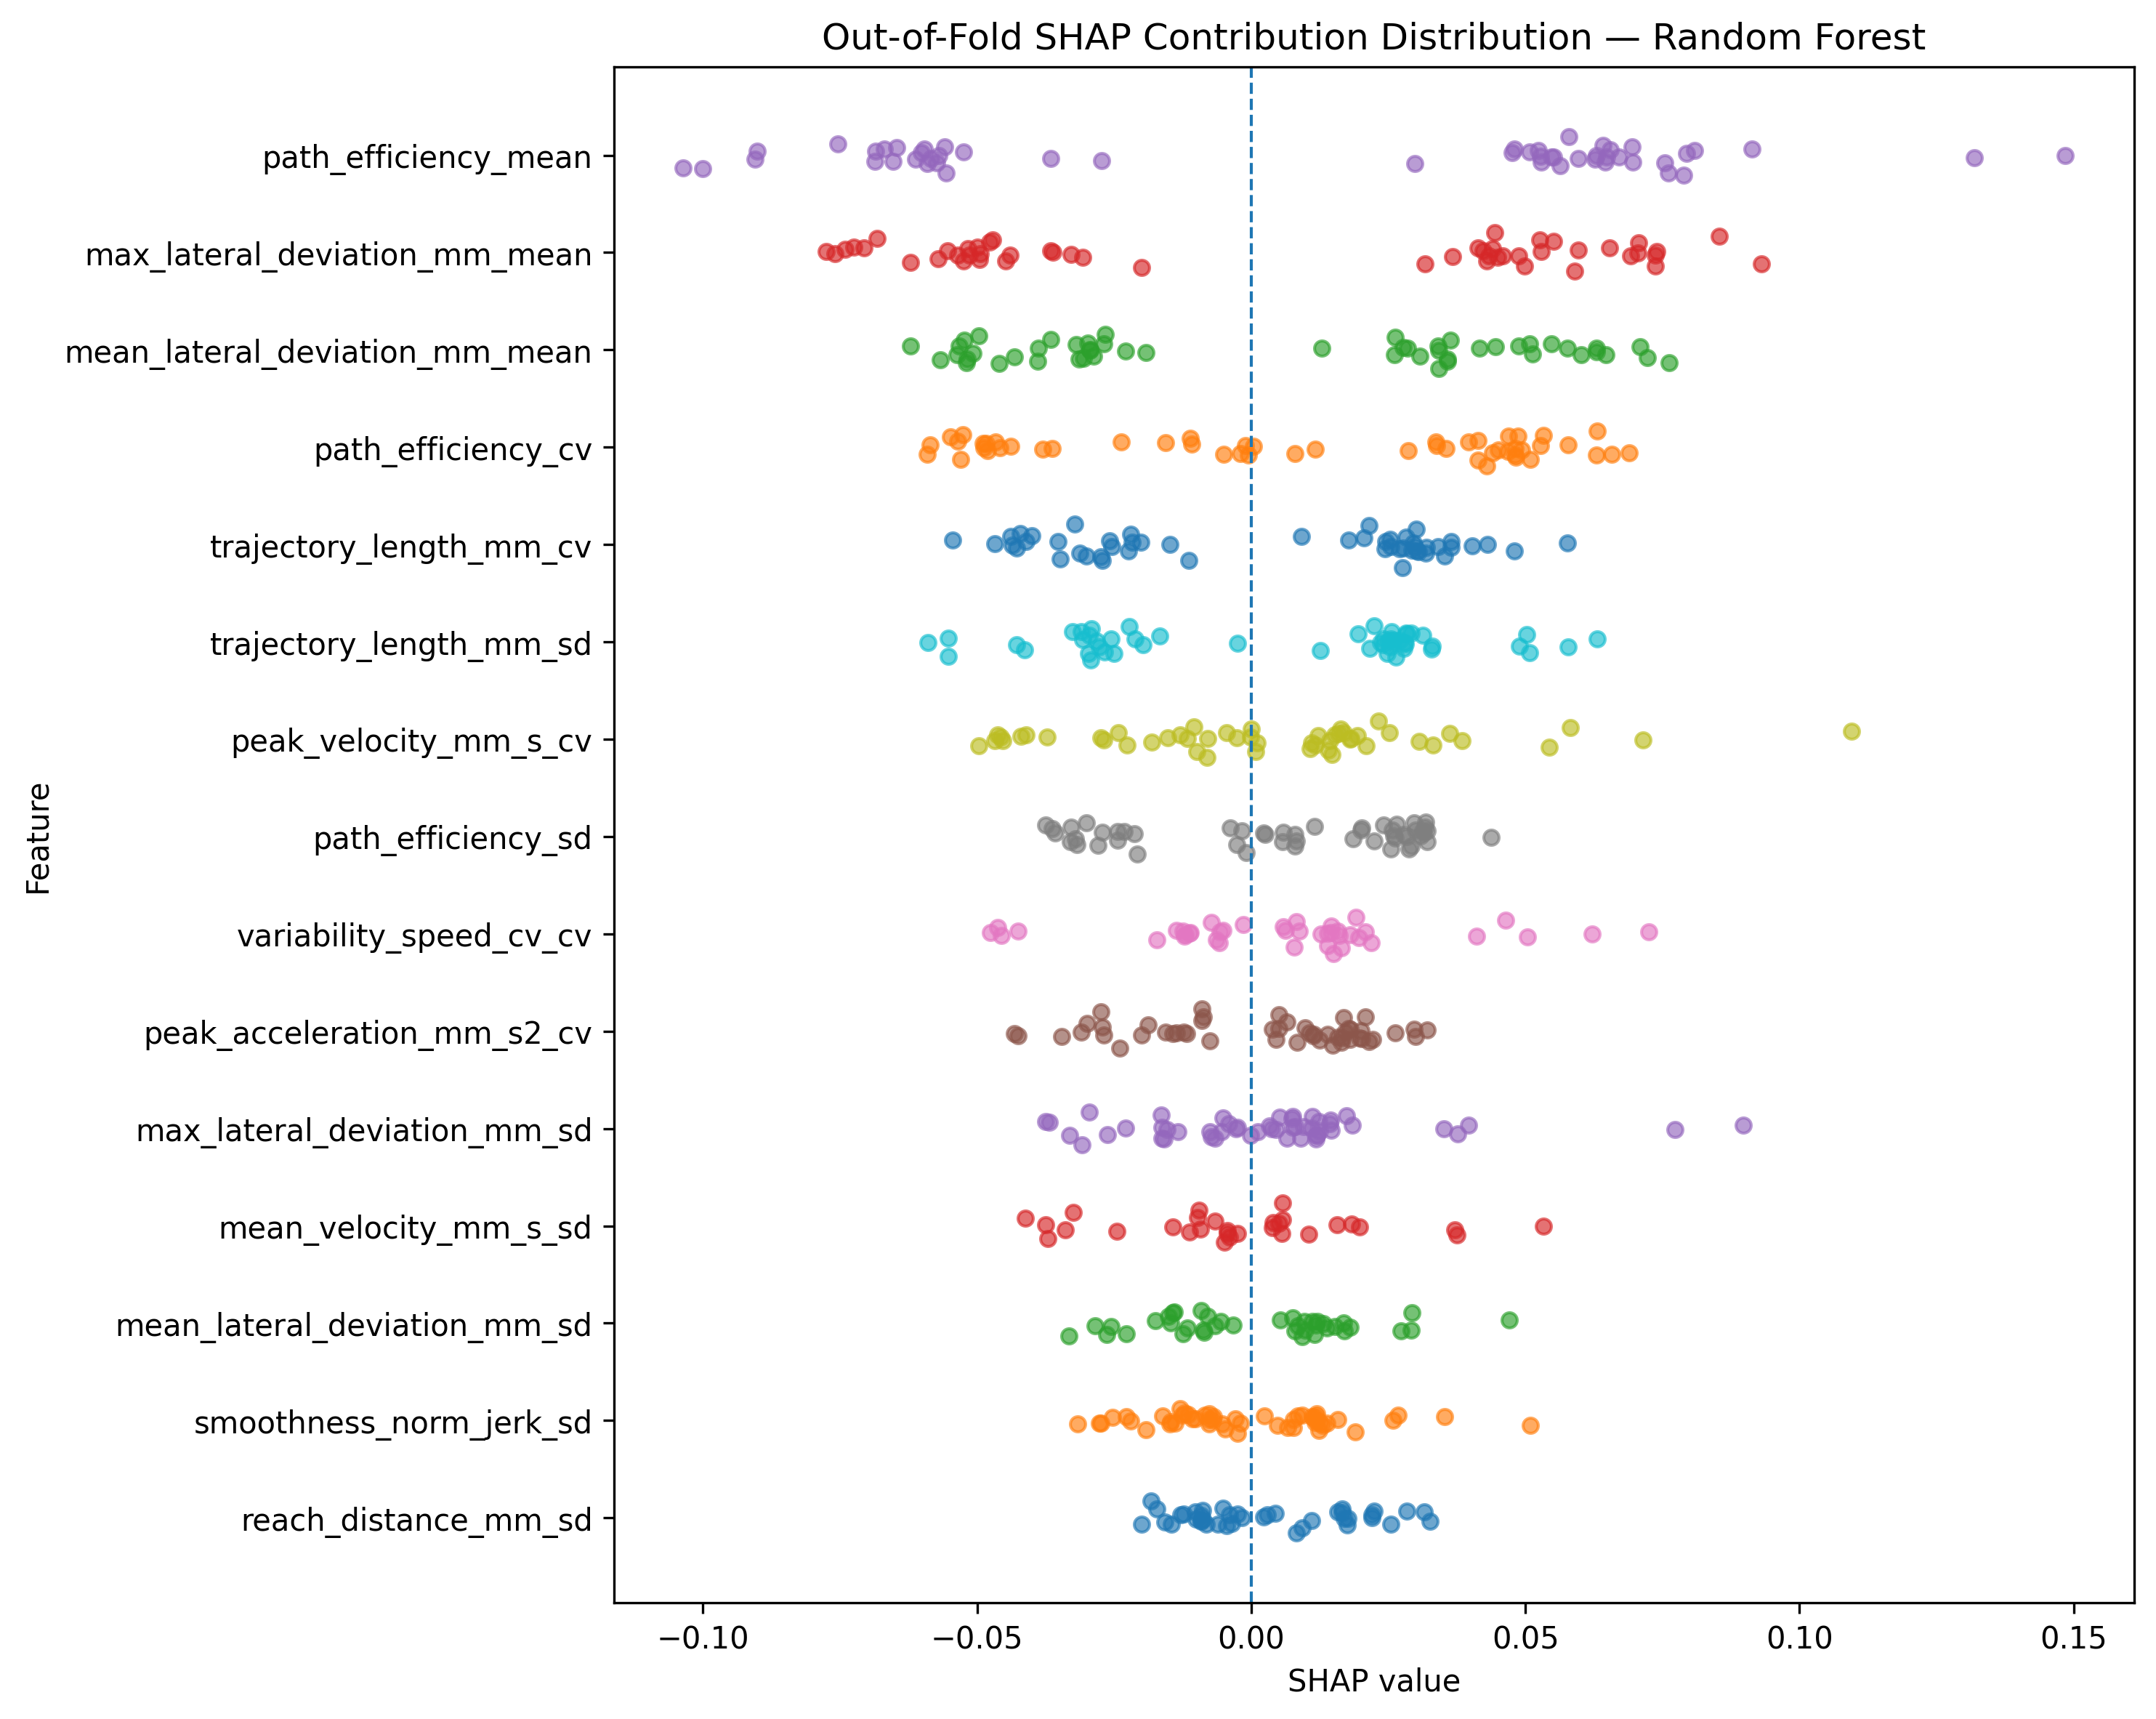 Out-of-Fold SHAP Contribution Distribution — Random Forest
Feature
path_efficiency_mean
max_lateral_deviation_mm_mean
mean_lateral_deviation_mm_mean
path_efficiency_cv
trajectory_length_mm_cv
trajectory_length_mm_sd
peak_velocity_mm_s_cv
path_efficiency_sd
variability_speed_cv_cv
peak_acceleration_mm_s2_cv
max_lateral_deviation_mm_sd
mean_velocity_mm_s_sd
mean_lateral_deviation_mm_sd
smoothness_norm_jerk_sd
reach_distance_mm_sd
−0.10 −0.05 0.00 0.05 0.10 0.15
SHAP value